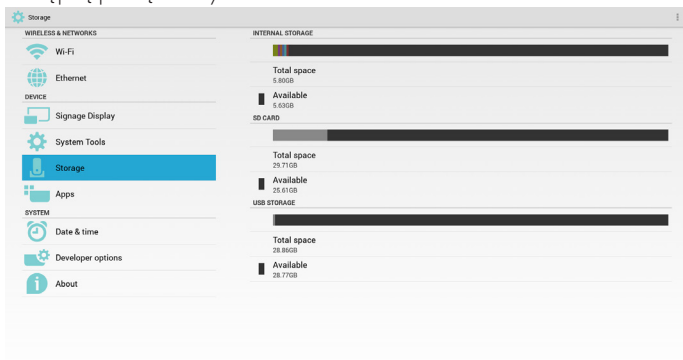 Storage
WIRELESS & NETWORKS
Wi-Fi
Ethernet
DEVICE
Signage Display
System Tools
Storage
Apps
SYSTEM
Date & time
Developer options
About
INTERNAL STORAGE
Total space
5.80GB
Available
5.63GB
SD CARD
Total space
29.71GB
Available
25.61GB
USB STORAGE
Total space
28.86GB
Available
28.77GB